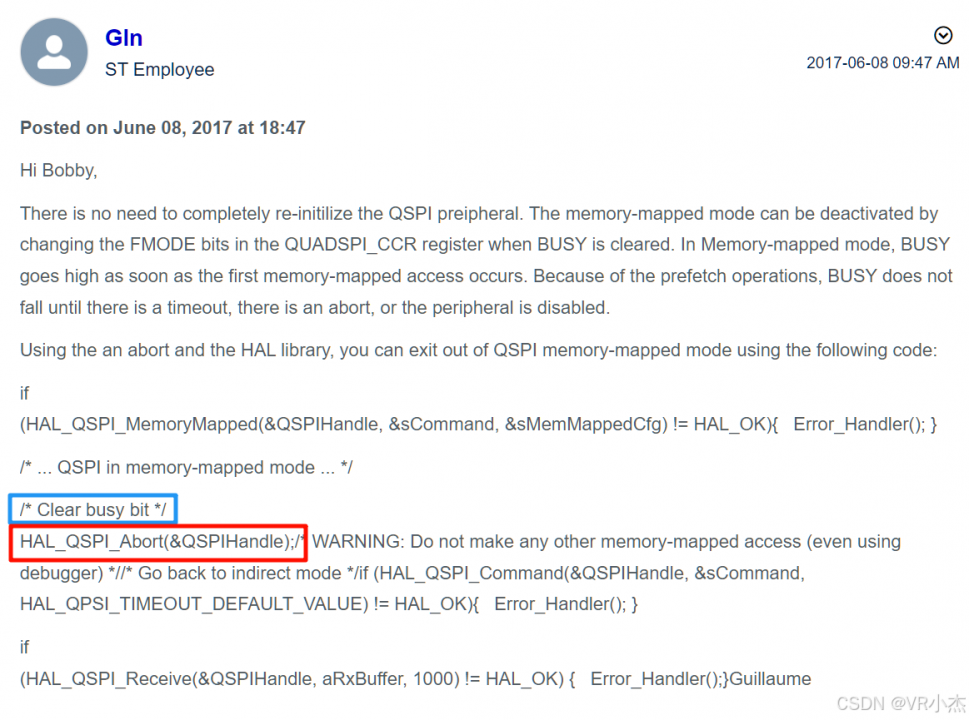 Gln
ST Employee
2017-06-08 09:47 AM
Posted on June 08, 2017 at 18:47
Hi Bobby,
There is no need to completely re-initilize the QSPI preipheral. The memory-mapped mode can be deactivated by
changing the FMODE bits in the QUADSPI_CCR register when BUSY is cleared. In Memory-mapped mode, BUSY
goes high as soon as the first memory-mapped access occurs. Because of the prefetch operations, BUSY does not
fall until there is a timeout, there is an abort, or the peripheral is disabled.
Using the an abort and the HAL library, you can exit out of QSPI memory-mapped mode using the following code:
if
(HAL_QSPI_MemoryMapped(&QSPIHandle, &sCommand, &sMemMappedCfg) != HAL_OK){   Error_Handler(); }
/* ... QSPI in memory-mapped mode ... */
/* Clear busy bit */
HAL_QSPI_Abort(&QSPIHandle);/* WARNING: Do not make any other memory-mapped access (even using
debugger) *//* Go back to indirect mode */if (HAL_QSPI_Command(&QSPIHandle, &sCommand,
HAL_QPSI_TIMEOUT_DEFAULT_VALUE) != HAL_OK){   Error_Handler(); }
if
(HAL_QSPI_Receive(&QSPIHandle, aRxBuffer, 1000) != HAL_OK) {   Error_Handler();}Guillaume
CSDN @VR小杰